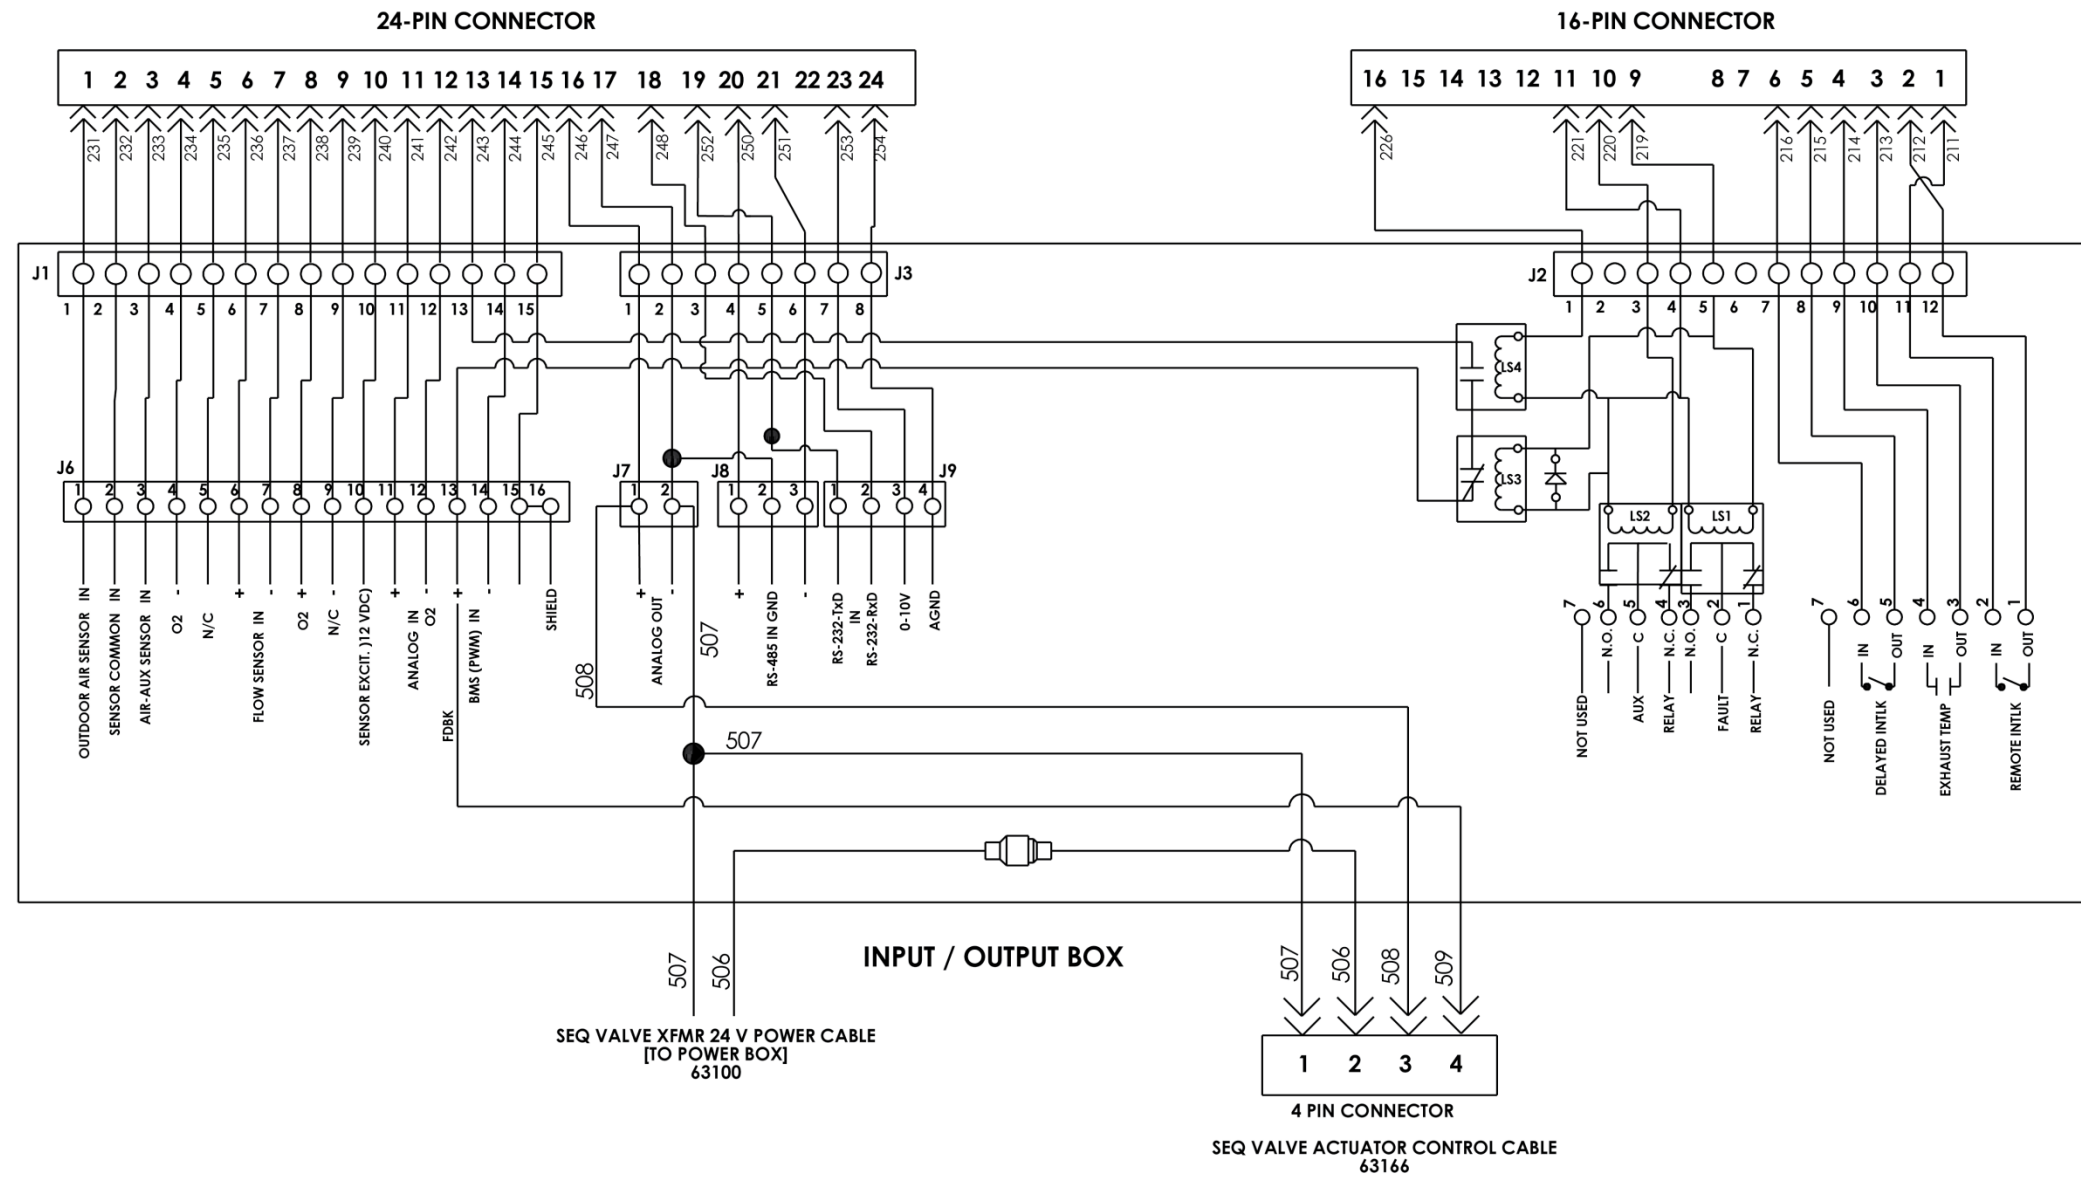 24-PIN CONNECTOR
16-PIN CONNECTOR
1 2 3 4 5 6 7 8 9 10 11 12 13 14 15 16 17 18 19 20 21 22 23 24
16 15 14 13 12 11 10 9 8 7 6 5 4 3 2 1
231 232 233 234 235 236 237 238 239 240 241 242 243 244 245 246 247 248 252 250 251 253 254
226 221 220 219 216 215 214 213 212 211
J1
J3
J2
1 2 3 4 5 6 7 8 9 10 11 12 13 14 15
1 2 3 4 5 6 7 8
1 2 3 4 5 6 7 8 9 10 11 12
LS4
LS3
LS2
LS1
J6
J7
J8
J9
1 2 3 4 5 6 7 8 9 10 11 12 13 14 15 16
1 2
1 2 3
1 2 3 4
OUTDOOR AIR SENSOR IN
SENSOR COMMON IN
AIR-AUX SENSOR IN
O2 -
N/C
+
FLOW SENSOR IN -
O2 +
N/C -
SENSOR EXCIT. )12 VDC)
+
ANALOG IN
O2 -
+
FDBK
BMS (PWM) IN -
SHIELD
+
ANALOG OUT
-
507
508
+
RS-485 IN GND
-
RS-232-TxD
IN
RS-232-RxD
0-10V
AGND
7 6 5 4 3 2 1
NOT USED
N.O.
AUX C
RELAY N.C.
N.O.
FAULT C
RELAY N.C.
7 6 5 4 3 2 1
NOT USED
IN
OUT
DELAYED INTLK
IN
OUT
EXHAUST TEMP
IN
OUT
REMOTE INTLK
507
INPUT / OUTPUT BOX
507
506
507
506
508
509
SEQ VALVE XFMR 24 V POWER CABLE
[TO POWER BOX]
63100
1 2 3 4
4 PIN CONNECTOR
SEQ VALVE ACTUATOR CONTROL CABLE
63166